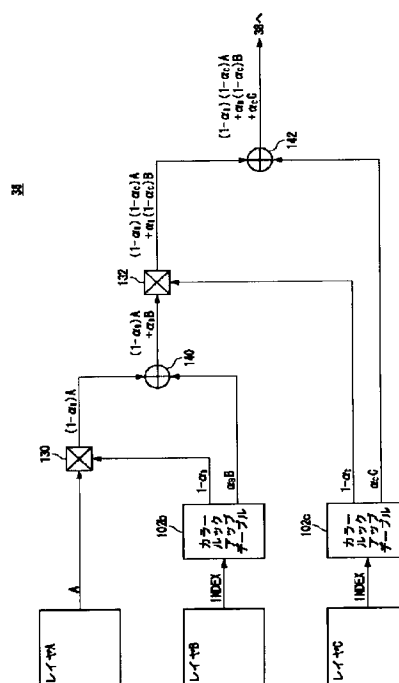 38
レイヤA
A
130
(1-α_B)A
レイヤB
INDEX
102b
カラー
ルック
アップ
テーブル
1-α_B
α_B B
140
(1-α_B)A
+α_B B
132
レイヤC
INDEX
102c
カラー
ルック
アップ
テーブル
1-α_C
α_C C
(1-α_B)(1-α_C)A
+α_B(1-α_C)B
142
(1-α_B)(1-α_C)A
+α_B(1-α_C)B
+α_C C
38へ